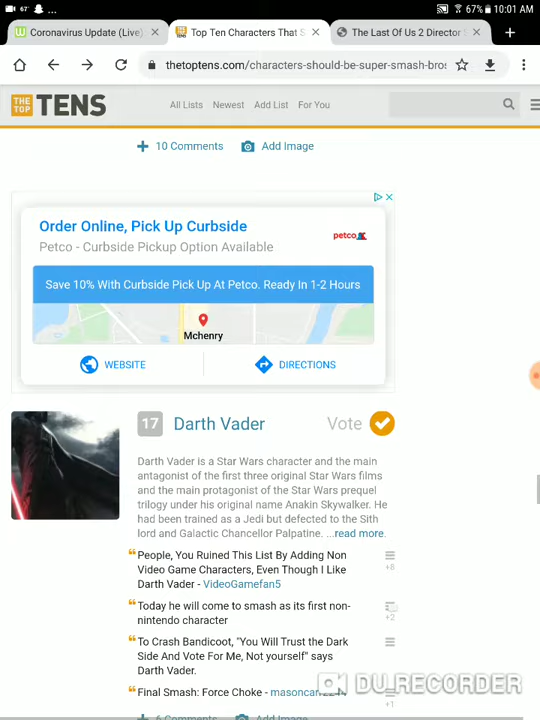 67°
67% 10:01 AM
Coronavirus Update (Live)
Top Ten Characters That S
The Last Of Us 2 Director S
thetoptens.com/characters-should-be-super-smash-bros
THE TOP TENS
All Lists Newest Add List For You
10 Comments Add Image
Order Online, Pick Up Curbside
Petco - Curbside Pickup Option Available
petco
Save 10% With Curbside Pick Up At Petco. Ready In 1-2 Hours
Mchenry
WEBSITE DIRECTIONS
17 Darth Vader Vote
Darth Vader is a Star Wars character and the main
antagonist of the first three original Star Wars films
and the main protagonist of the Star Wars prequel
trilogy under his original name Anakin Skywalker. He
had been trained as a Jedi but defected to the Sith
lord and Galactic Chancellor Palpatine. ...read more.
People, You Ruined This List By Adding Non
Video Game Characters, Even Though I Like
Darth Vader - VideoGamefan5
+8
Today he will come to smash as its first non-
nintendo character
+2
To Crash Bandicoot, "You Will Trust the Dark
Side And Vote For Me, Not yourself" says
Darth Vader.
Final Smash: Force Choke -
+1
DU RECORDER
6 Comments Add Image